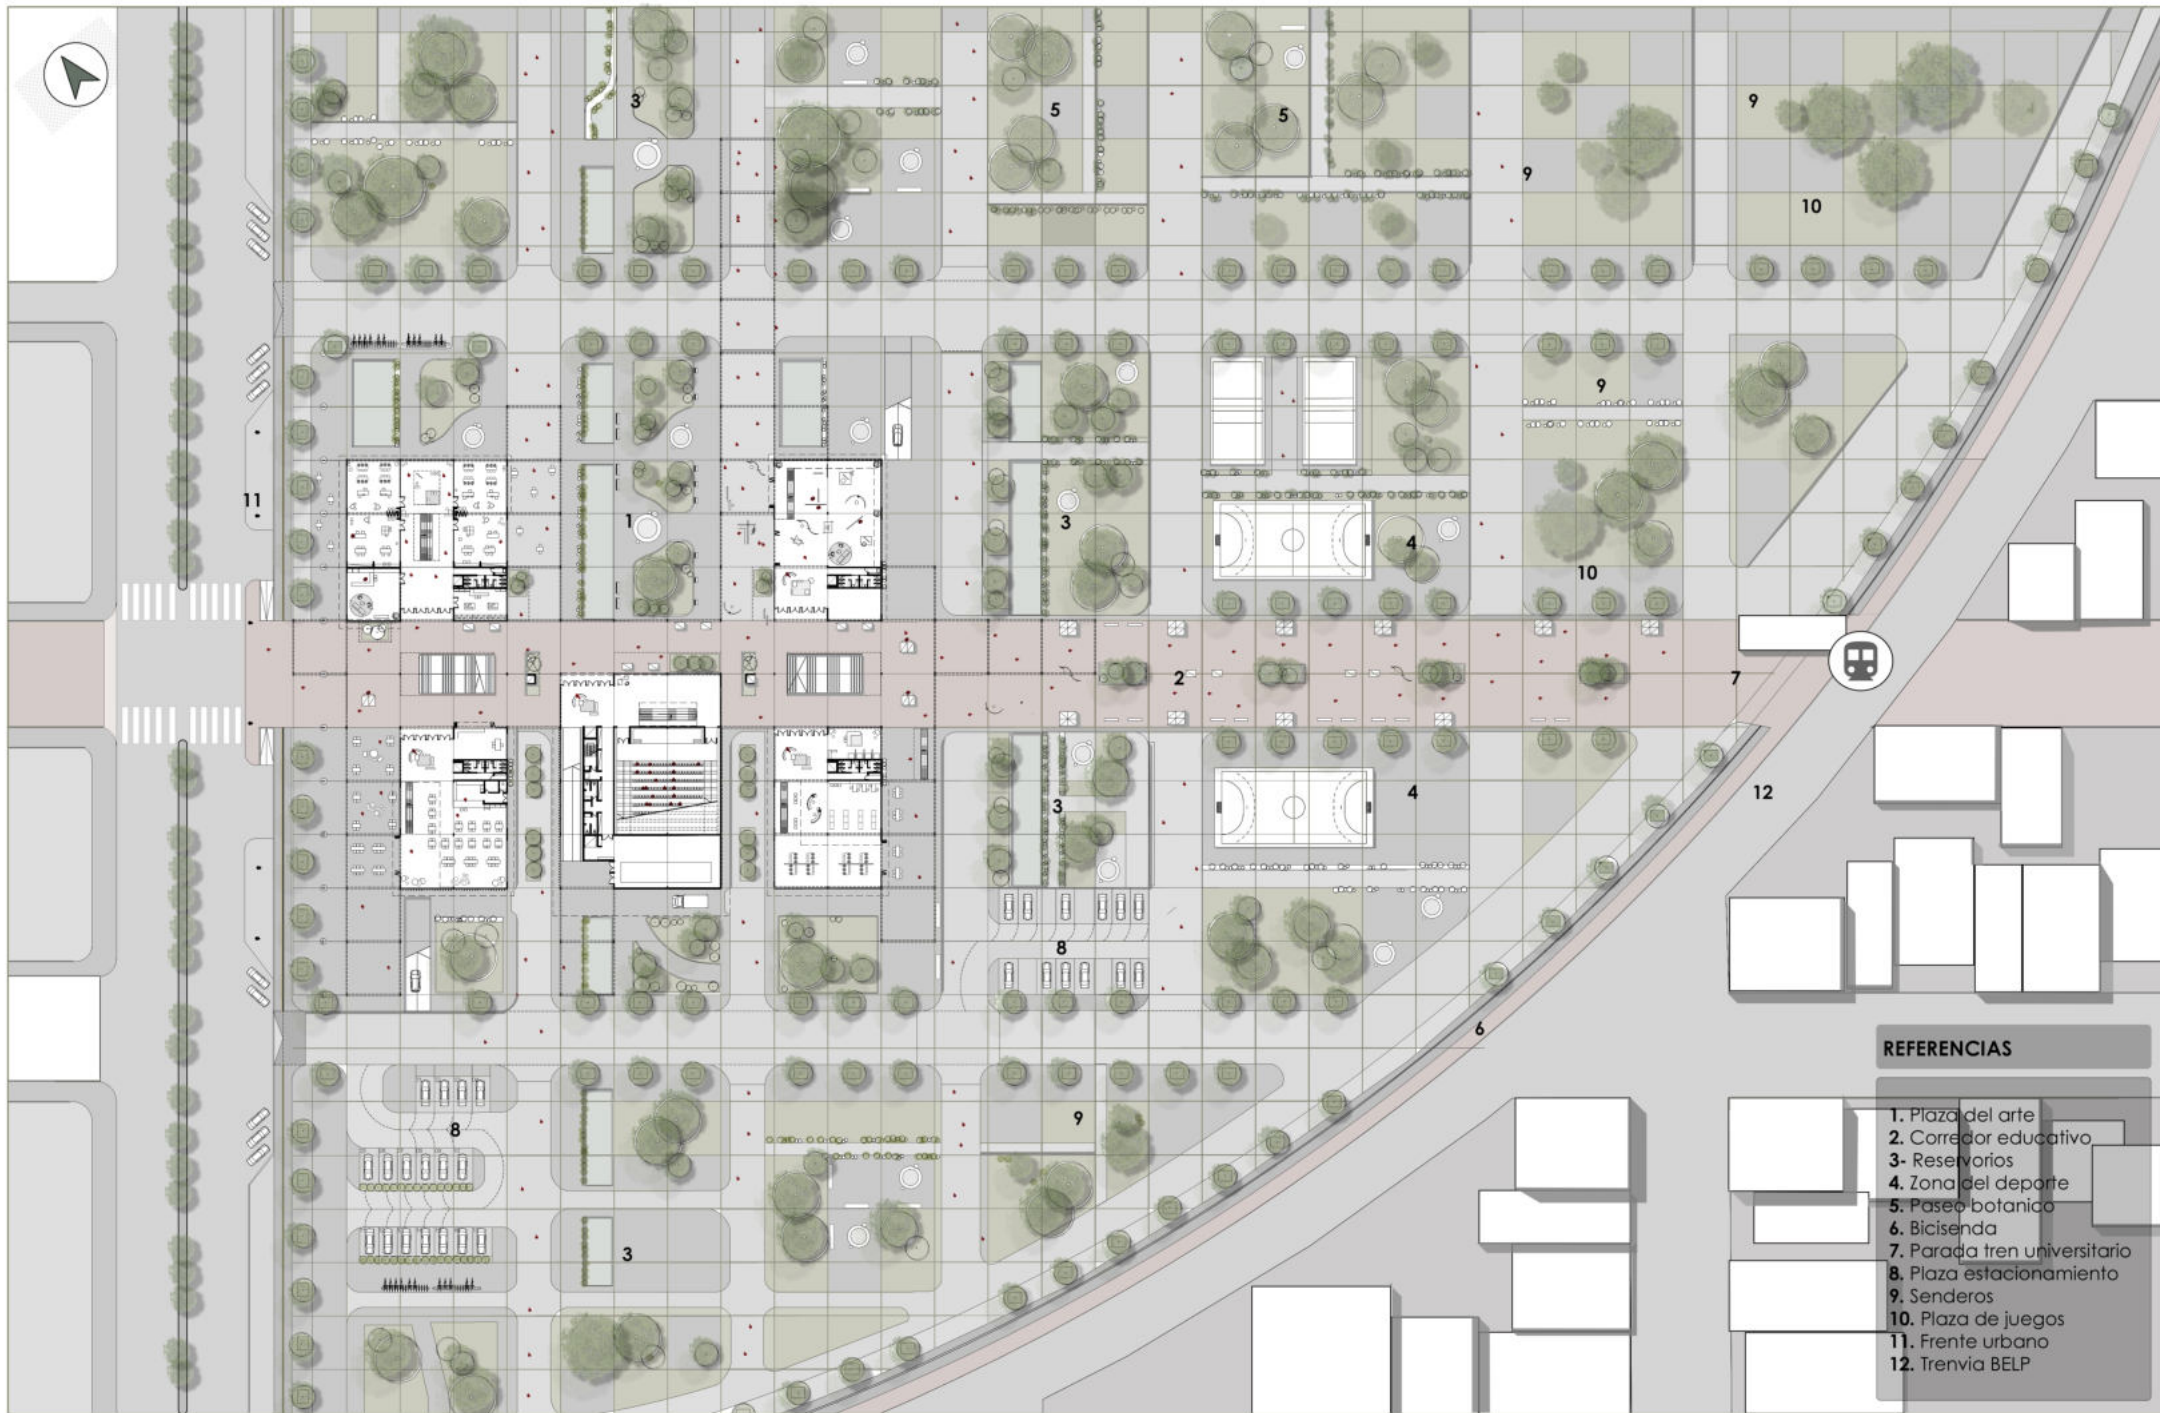 3
5
5
9
9
10
9
11
1
3
4
10
2
7
3
4
12
8
6
9
8
3
REFERENCIAS
1. Plaza del arte
2. Corredor educativo
3- Reservorios
4. Zona del deporte
5. Paseo botanico
6. Bicisenda
7. Parada tren universitario
8. Plaza estacionamiento
9. Senderos
10. Plaza de juegos
11. Frente urbano
12. Trenvia BELP